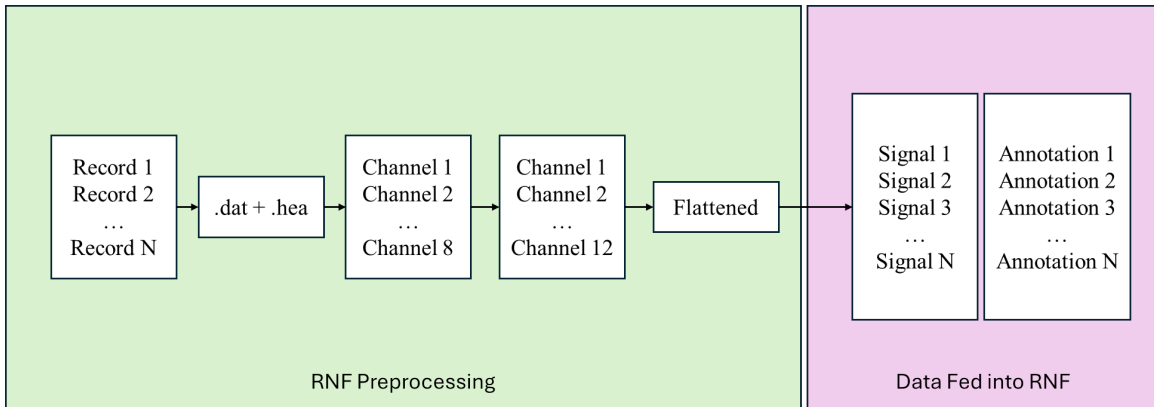 Record 1
Record 2
…
Record N
.dat + .hea
Channel 1
Channel 2
…
Channel 8
Channel 1
Channel 2
…
Channel 12
Flattened
Signal 1
Signal 2
Signal 3
…
Signal N
Annotation 1
Annotation 2
Annotation 3
…
Annotation N
RNF Preprocessing
Data Fed into RNF